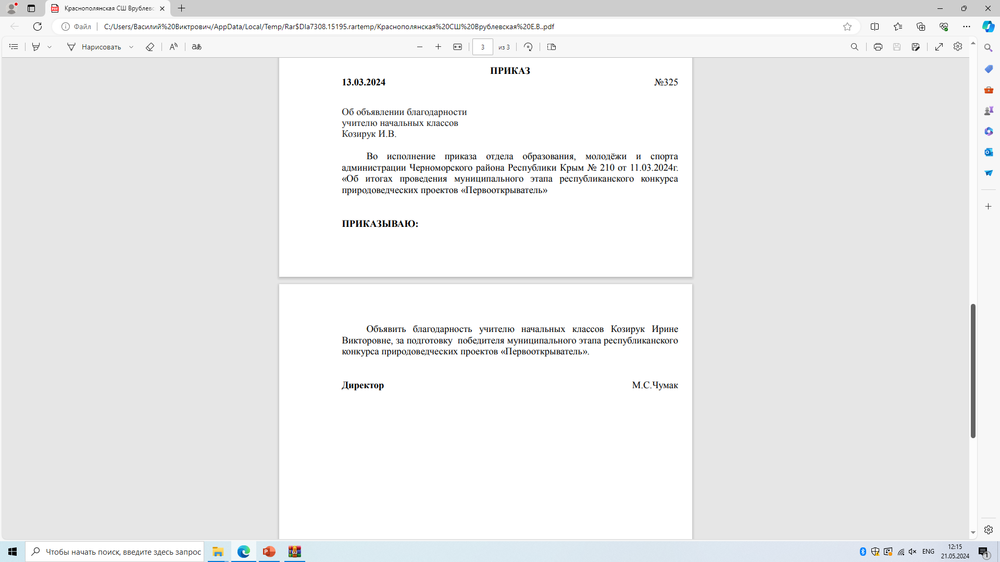 Краснополянская СШ Врублевс
Файл
C:/Users/Василий%20Викторович/AppData/Local/Temp/Rar$DIa7308.15195.rartemp/Краснополянская%20СШ%20Врублевская%20Е.В..pdf
Нарисовать
аあ
3 из 3
ПРИКАЗ
13.03.2024 №325
Об объявлении благодарности
учителю начальных классов
Козирук И.В.
Во исполнение приказа отдела образования, молодёжи и спорта
администрации Черноморского района Республики Крым № 210 от 11.03.2024г.
«Об итогах проведения муниципального этапа республиканского конкурса
природоведческих проектов «Первооткрыватель»
ПРИКАЗЫВАЮ:
Объявить благодарность учителю начальных классов Козирук Ирине
Викторовне, за подготовку победителя муниципального этапа республиканского
конкурса природоведческих проектов «Первооткрыватель».
Директор М.С.Чумак
Чтобы начать поиск, введите здесь запрос
ENG
12:15
21.05.2024
1